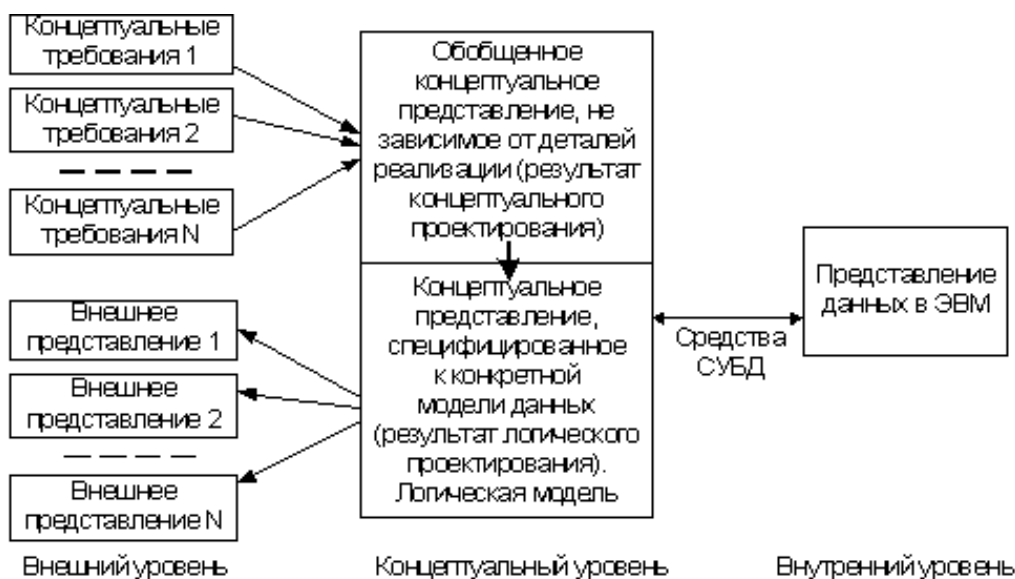 Концептуальные
требования 1
Концептуальные
требования 2
Концептуальные
требования N
Внешнее
представление 1
Внешнее
представление 2
Внешнее
представление N
Внешний уровень
Обобщенное
концептуальное
представление, не
зависимое от деталей
реализации (результат
концептуального
проектирования)
Концептуальное
представление,
специфицированное
к конкретной
модели данных
(результат логического
проектирования).
Логическая модель
Концептуальный уровень
Средства
СУБД
Представление
данных в ЭВМ
Внутренний уровень